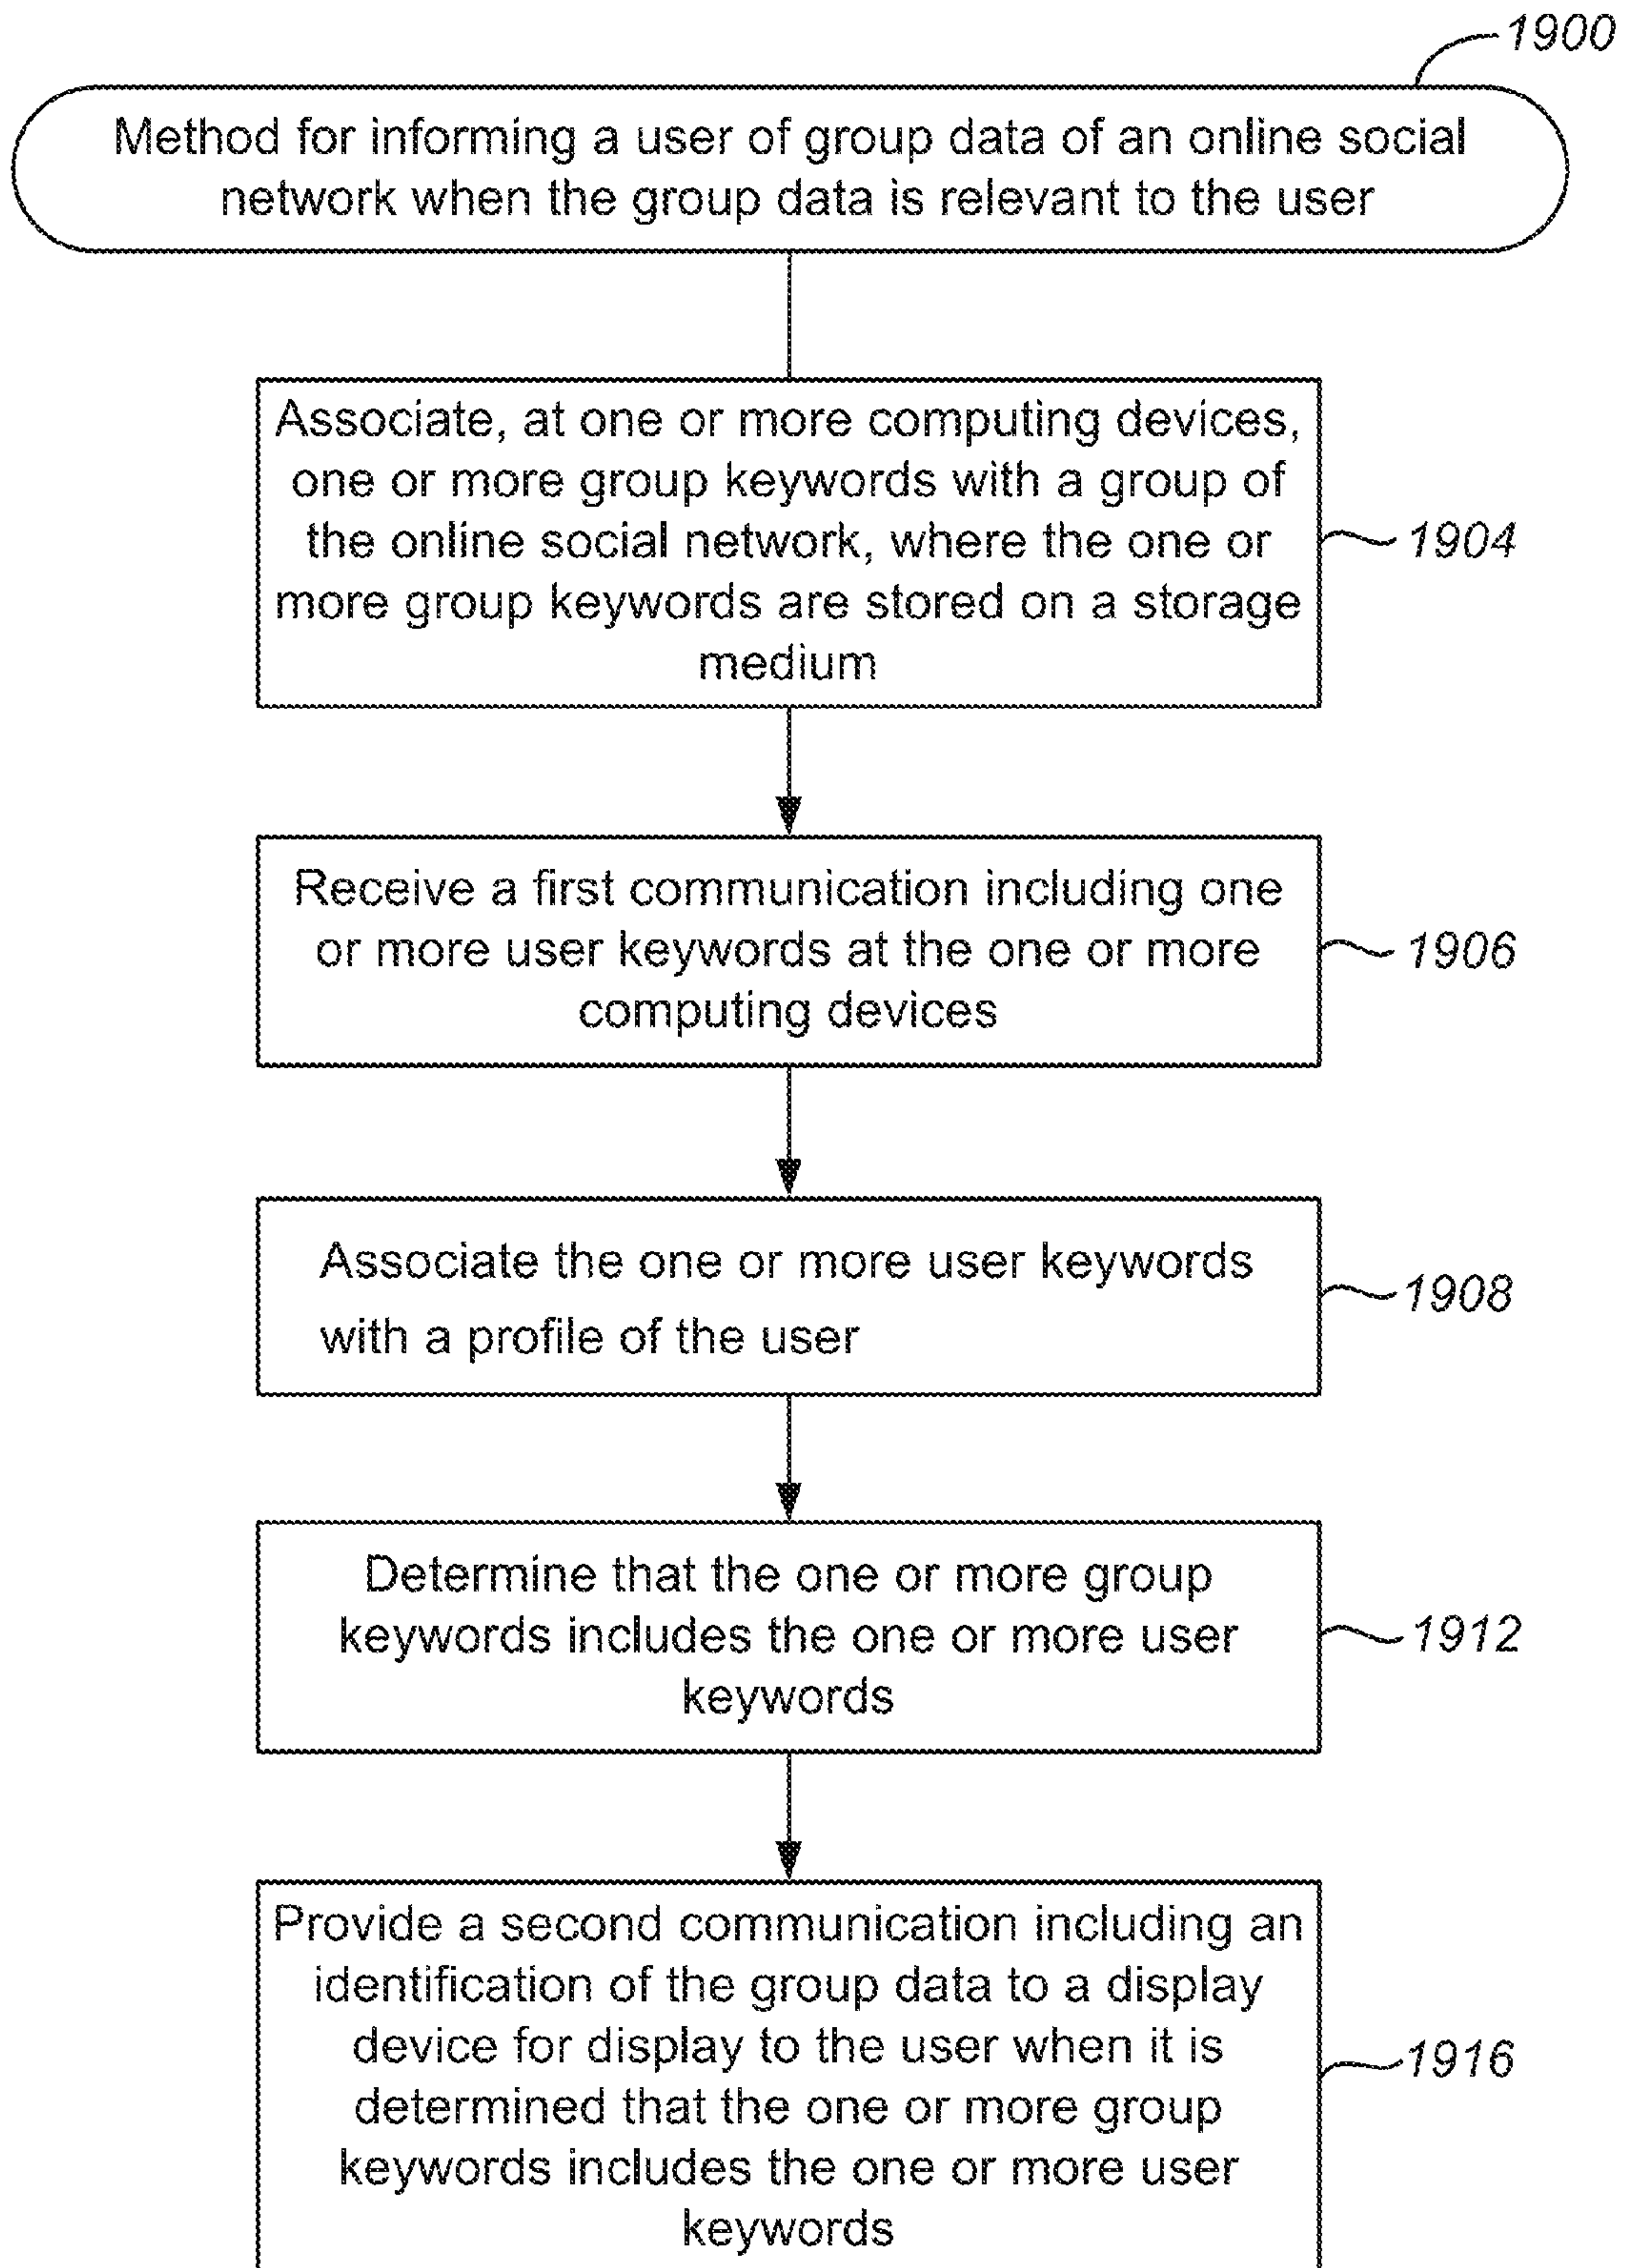 1900
Method for informing a user of group data of an online social
network when the group data is relevant to the user
Associate, at one or more computing devices,
one or more group keywords with a group of
the online social network, where the one or
more group keywords are stored on a storage
medium
1904
Receive a first communication including one
or more user keywords at the one or more
computing devices
1906
Associate the one or more user keywords
with a profile of the user
1908
Determine that the one or more group
keywords includes the one or more user
keywords
1912
Provide a second communication including an
identification of the group data to a display
device for display to the user when it is
determined that the one or more group
keywords includes the one or more user
keywords
1916